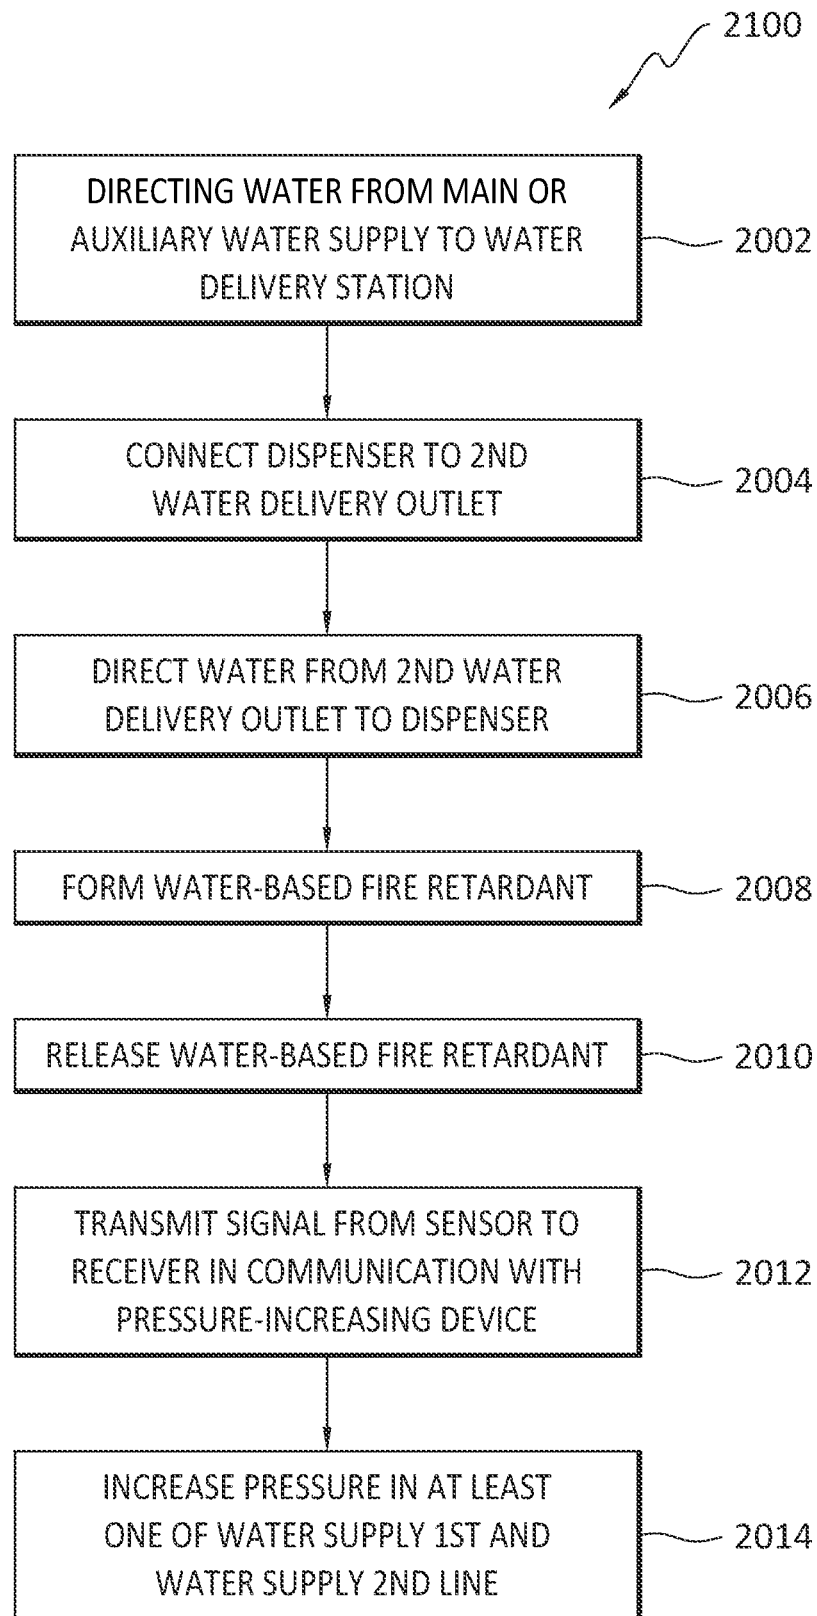 2100
DIRECTING WATER FROM MAIN OR
AUXILIARY WATER SUPPLY TO WATER
DELIVERY STATION
2002
CONNECT DISPENSER TO 2ND
WATER DELIVERY OUTLET
2004
DIRECT WATER FROM 2ND WATER
DELIVERY OUTLET TO DISPENSER
2006
FORM WATER-BASED FIRE RETARDANT
2008
RELEASE WATER-BASED FIRE RETARDANT
2010
TRANSMIT SIGNAL FROM SENSOR TO
RECEIVER IN COMMUNICATION WITH
PRESSURE-INCREASING DEVICE
2012
INCREASE PRESSURE IN AT LEAST
ONE OF WATER SUPPLY 1ST AND
WATER SUPPLY 2ND LINE
2014